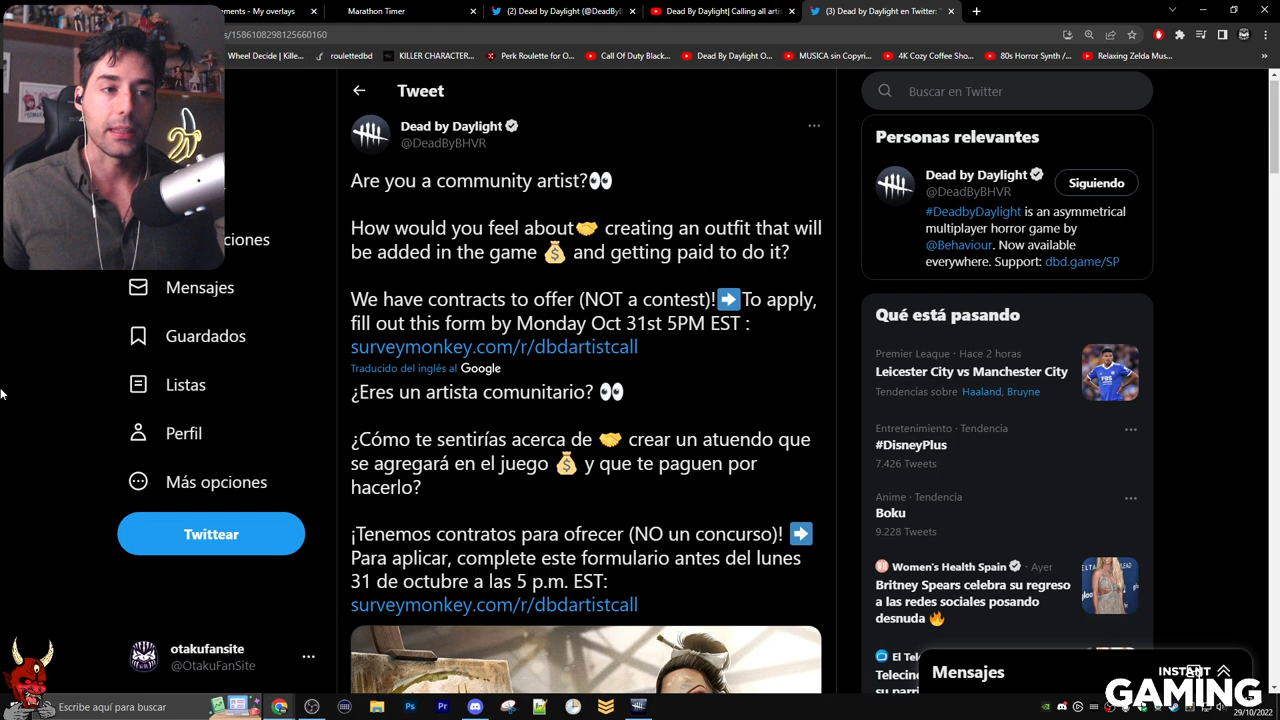 ements - My overlays
Marathon Timer
(2) Dead by Daylight (@DeadByB
Dead By Daylight| Calling all arti
(3) Dead by Daylight en Twitter: "
s/1586108298125660160
Wheel Decide | Kille...
roulettedbd
KILLER CHARACTER...
Perk Roulette for O...
Call Of Duty Black...
Dead By Daylight O...
MUSICA sin Copyri...
4K Cozy Coffee Sho...
80s Horror Synth /...
Relaxing Zelda Mus...
Tweet
Dead by Daylight
@DeadByBHVR
Are you a community artist?👀
How would you feel about🤝 creating an outfit that will
be added in the game 💰 and getting paid to do it?
We have contracts to offer (NOT a contest)!➡️To apply,
fill out this form by Monday Oct 31st 5PM EST :
surveymonkey.com/r/dbdartistcall
Traducido del inglés al Google
¿Eres un artista comunitario? 👀
¿Cómo te sentirías acerca de 🤝 crear un atuendo que
se agregará en el juego 💰 y que te paguen por
hacerlo?
¡Tenemos contratos para ofrecer (NO un concurso)! ➡️
Para aplicar, complete este formulario antes del lunes
31 de octubre a las 5 p.m. EST:
surveymonkey.com/r/dbdartistcall
ciones
Mensajes
Guardados
Listas
Perfil
Más opciones
Twittear
otakufansite
@OtakuFanSite
Buscar en Twitter
Personas relevantes
Dead by Daylight
@DeadByBHVR
Siguiendo
#DeadbyDaylight is an asymmetrical
multiplayer horror game by
@Behaviour. Now available
everywhere. Support: dbd.game/SP
Qué está pasando
Premier League · Hace 2 horas
Leicester City vs Manchester City
Tendencias sobre Haaland, Bruyne
Entretenimiento · Tendencia
#DisneyPlus
7.426 Tweets
Anime · Tendencia
Boku
9.228 Tweets
Women's Health Spain · Ayer
Britney Spears celebra su regreso
a las redes sociales posando
desnuda 🔥
El Tele
Telecinc
su parri
Mensajes
INSTANT
GAMING
Escribe aquí para buscar
29/10/2022